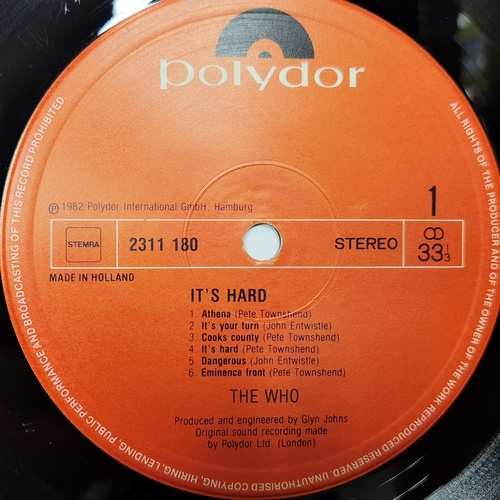 polydor
ALL RIGHTS OF THE PRODUCER AND OF THE OWNER OF THE WORK REPRODUCED RESERVED. UNAUTHORISED COPYING, HIRING, LENDING, PUBLIC PERFORMANCE AND BROADCASTING OF THIS RECORD PROHIBITED.
℗ 1982 Polydor International GmbH, Hamburg
1
STEMRA
2311 180
STEREO
33 1/3
MADE IN HOLLAND
IT'S HARD
1. Athena (Pete Townshend)
2. It's your turn (John Entwistle)
3. Cooks county (Pete Townshend)
4. It's hard (Pete Townshend)
5. Dangerous (John Entwistle)
6. Eminence front (Pete Townshend)
THE WHO
Produced and engineered by Glyn Johns
Original sound recording made
by Polydor Ltd. (London)